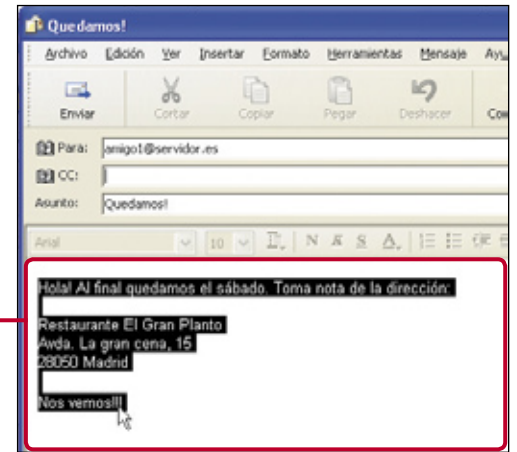 Quedamos!
Archivo Edición Ver Insertar Formato Herramientas Mensaje
Enviar Cortar Copiar Pegar Deshacer
Para: amigo1@servidor.es
CC:
Asunto: Quedamos!
Arial 10 N K S A
Hola! Al final quedamos el sábado. Toma nota de la dirección:
Restaurante El Gran Planto
Avda. La gran cena, 15
28050 Madrid
Nos vemos!!!